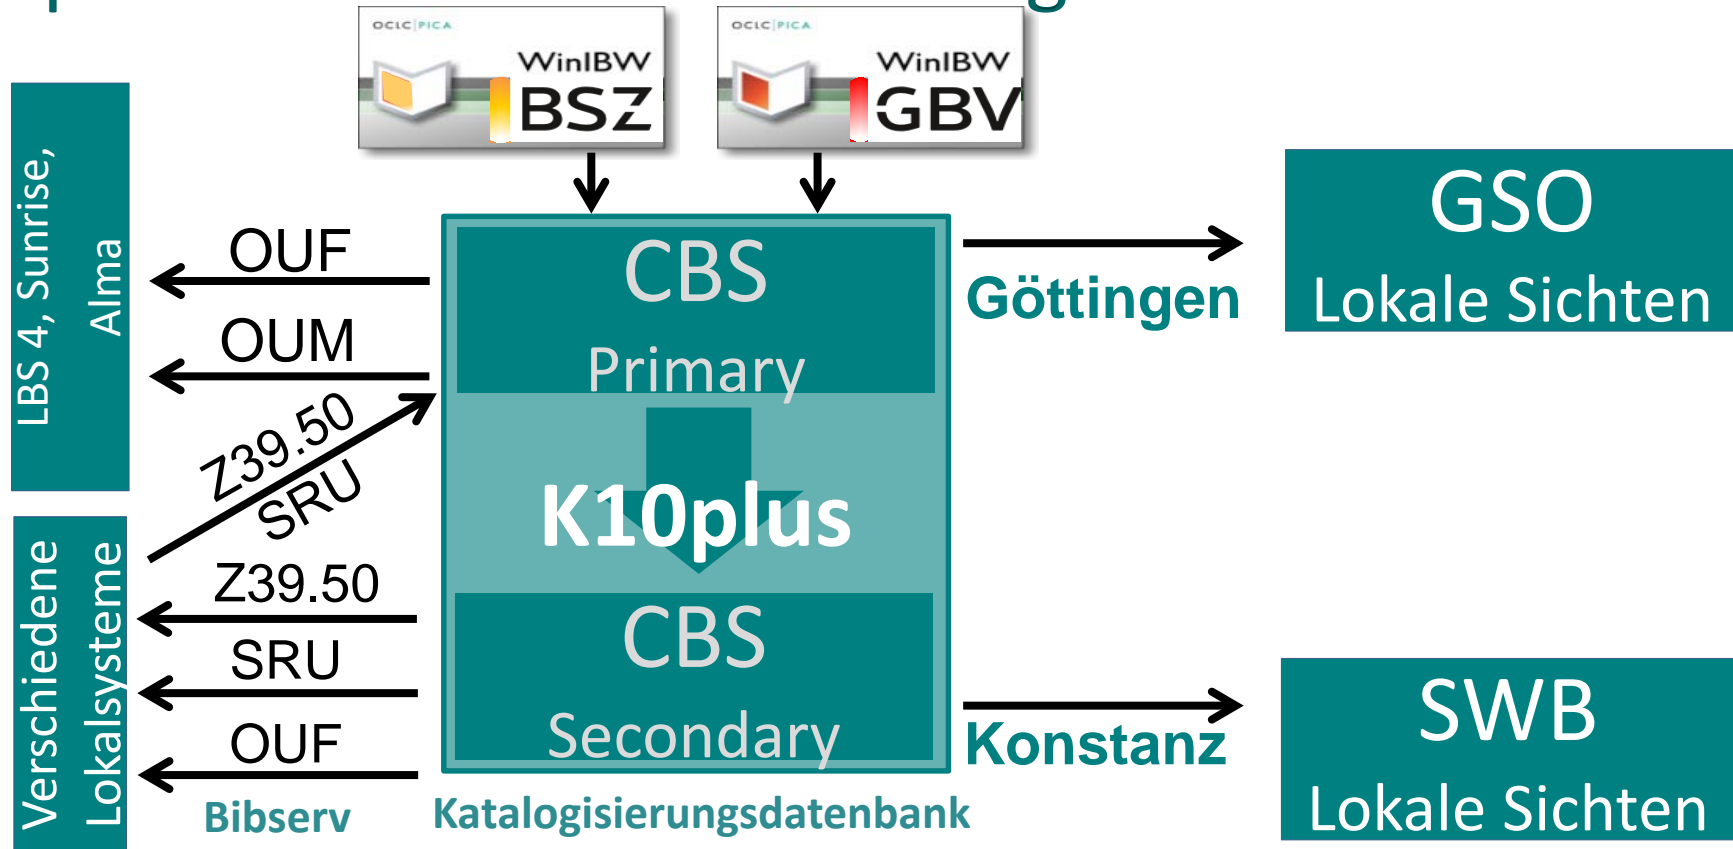 OCLC|PICA
WinIBW
BSZ
OCLC|PICA
WinIBW
GBV
LBS 4, Sunrise,
Alma
OUF
OUM
Z39.50
SRU
CBS
Primary
Göttingen
GSO
Lokale Sichten
K10plus
Verschiedene
Lokalsysteme
Z39.50
SRU
OUF
Bibserv
CBS
Secondary
Katalogisierungsdatenbank
Konstanz
SWB
Lokale Sichten